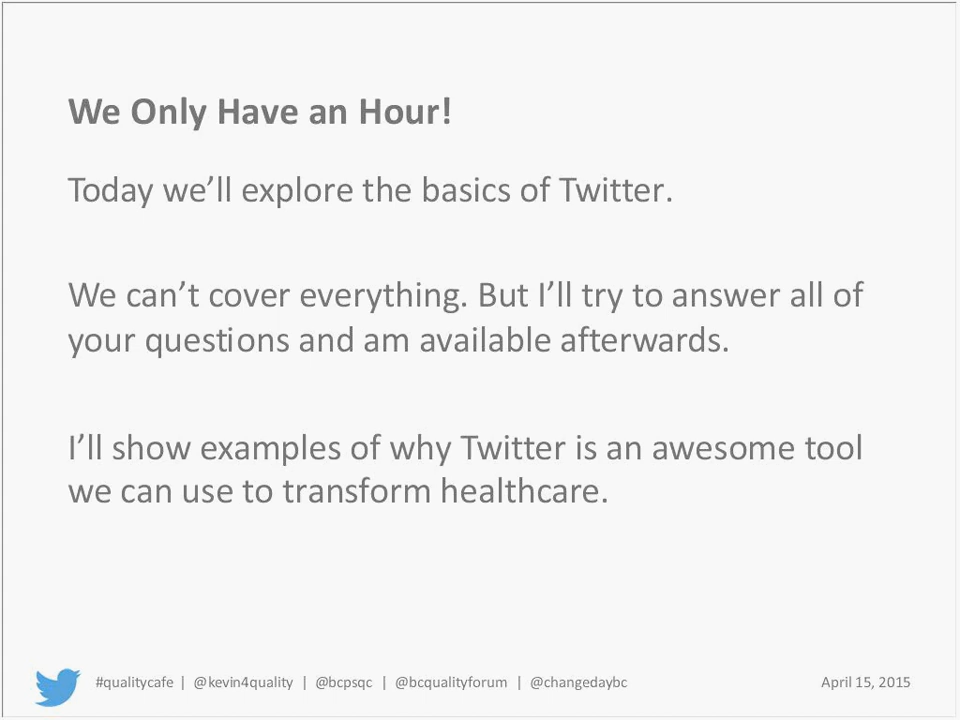 We Only Have an Hour!
Today we’ll explore the basics of Twitter.
We can’t cover everything. But I’ll try to answer all of
your questions and am available afterwards.
I’ll show examples of why Twitter is an awesome tool
we can use to transform healthcare.
#qualitycafe | @kevin4quality | @bcpsqc | @bcqualityforum | @changedaybc April 15, 2015